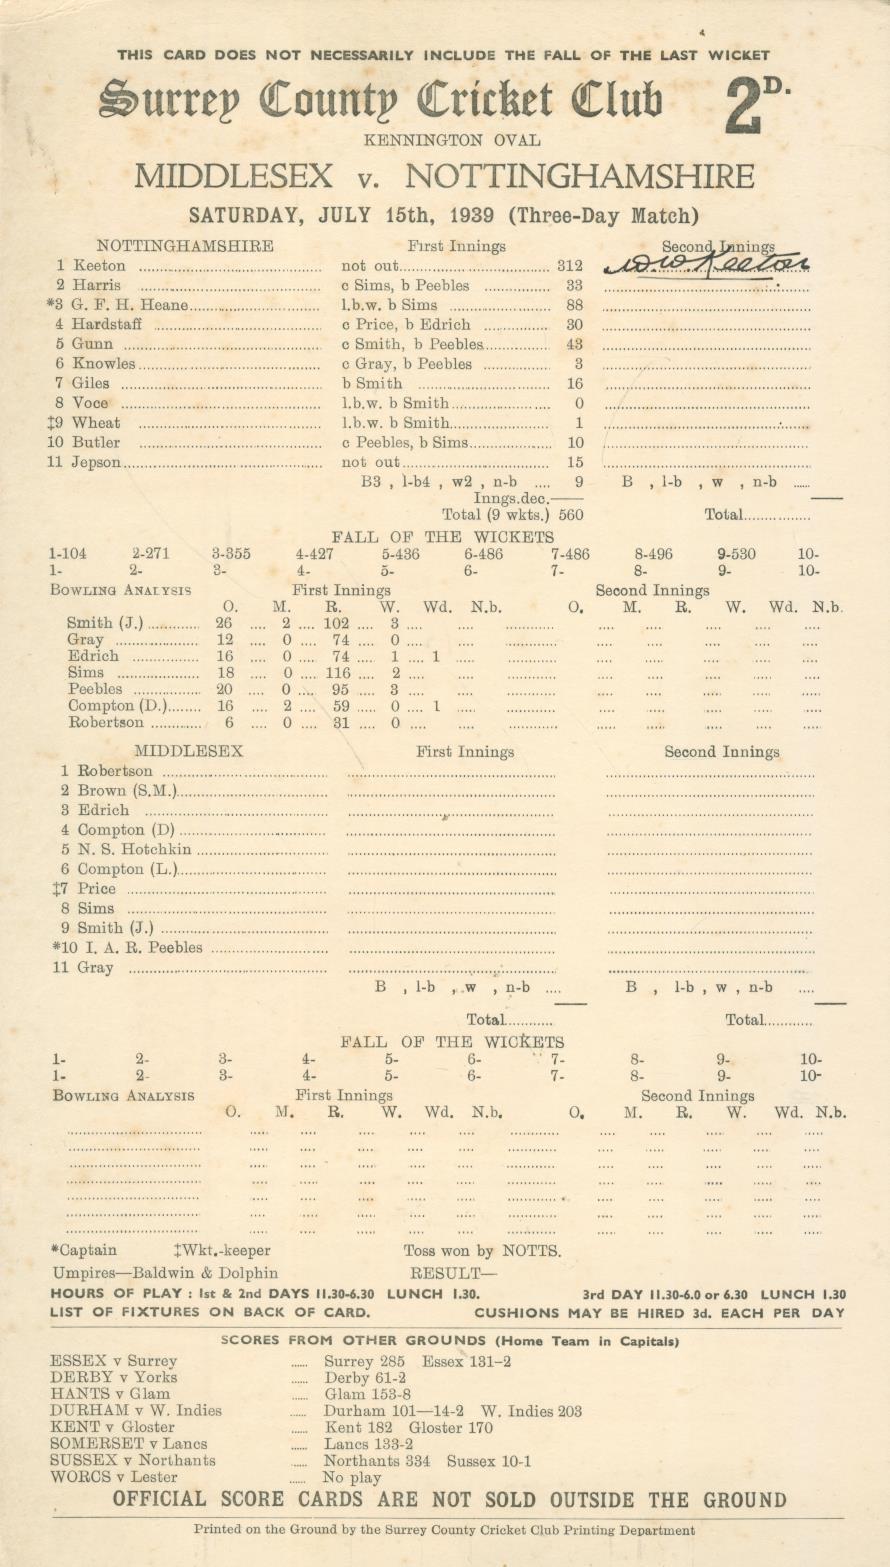 THIS CARD DOES NOT NECESSARILY INCLUDE THE FALL OF THE LAST WICKET
Surrey County Cricket Club 2D.
KENNINGTON OVAL
MIDDLESEX v. NOTTINGHAMSHIRE
SATURDAY, JULY 15th, 1939 (Three-Day Match)
NOTTINGHAMSHIRE First Innings Second Innings
1 Keeton not out 312 W.W. Keeton
2 Harris c Sims, b Peebles 33
*3 G. F. H. Heane l.b.w. b Sims 88
4 Hardstaff c Price, b Edrich 30
5 Gunn c Smith, b Peebles 43
6 Knowles c Gray, b Peebles 3
7 Giles b Smith 16
8 Voce l.b.w. b Smith 0
‡9 Wheat l.b.w. b Smith 1
10 Butler c Peebles, b Sims 10
11 Jepson not out 15
B3 , l-b4 , w2 , n-b .... 9 B , l-b , w , n-b ......
Inngs.dec.
Total (9 wkts.) 560 Total
FALL OF THE WICKETS
1-104 2-271 3-355 4-427 5-436 6-486 7-486 8-496 9-530 10-
1- 2- 3- 4- 5- 6- 7- 8- 9- 10-
BOWLING ANALYSIS First Innings Second Innings
O. M. R. W. Wd. N.b. O. M. R. W. Wd. N.b.
Smith (J.) 26 2 102 3
Gray 12 0 74 0
Edrich 16 0 74 1 1
Sims 18 0 116 2
Peebles 20 0 95 3
Compton (D.) 16 2 59 0 1
Robertson 6 0 31 0
MIDDLESEX First Innings Second Innings
1 Robertson
2 Brown (S.M.)
3 Edrich
4 Compton (D)
5 N. S. Hotchkin
6 Compton (L.)
‡7 Price
8 Sims
9 Smith (J.)
*10 I. A. R. Peebles
11 Gray
B , l-b , w , n-b .... B , l-b , w , n-b ....
Total Total
FALL OF THE WICKETS
1- 2- 3- 4- 5- 6- 7- 8- 9- 10-
1- 2- 3- 4- 5- 6- 7- 8- 9- 10-
BOWLING ANALYSIS First Innings Second Innings
O. M. R. W. Wd. N.b. O. M. R. W. Wd. N.b.
*Captain ‡Wkt.-keeper Toss won by NOTTS.
Umpires—Baldwin & Dolphin RESULT—
HOURS OF PLAY : 1st & 2nd DAYS 11.30-6.30 LUNCH 1.30. 3rd DAY 11.30-6.0 or 6.30 LUNCH 1.30
LIST OF FIXTURES ON BACK OF CARD. CUSHIONS MAY BE HIRED 3d. EACH PER DAY
SCORES FROM OTHER GROUNDS (Home Team in Capitals)
ESSEX v Surrey ...... Surrey 285 Essex 131-2
DERBY v Yorks ...... Derby 61-2
HANTS v Glam ...... Glam 153-8
DURHAM v W. Indies ...... Durham 101—14-2 W. Indies 203
KENT v Gloster ...... Kent 182 Gloster 170
SOMERSET v Lancs ...... Lancs 133-2
SUSSEX v Northants ...... Northants 334 Sussex 10-1
WORCS v Lester ...... No play
OFFICIAL SCORE CARDS ARE NOT SOLD OUTSIDE THE GROUND
Printed on the Ground by the Surrey County Cricket Club Printing Department